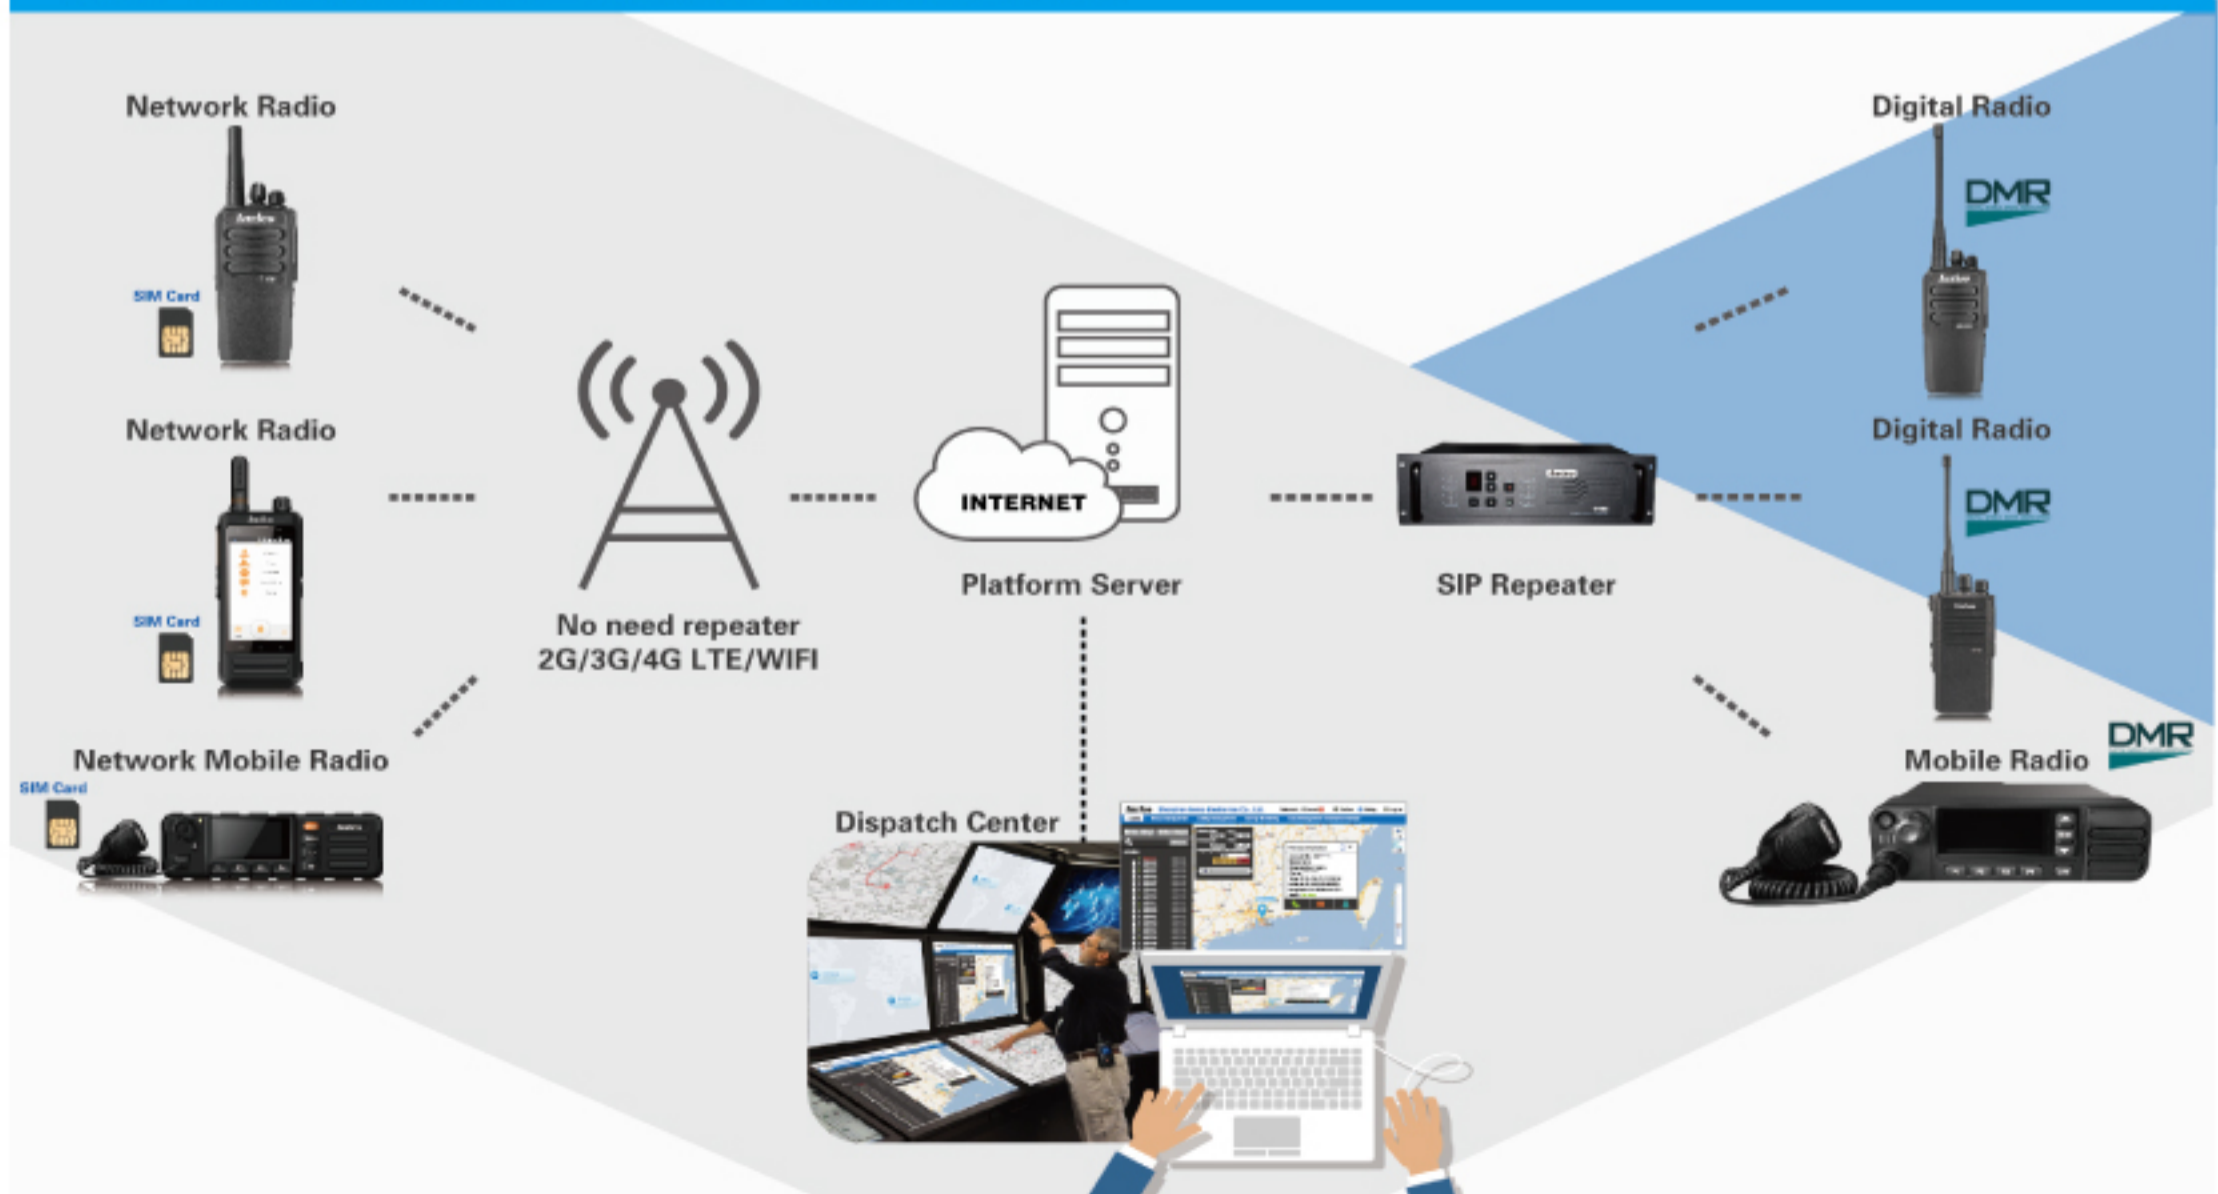 Network Radio
SIM Card
Network Radio
SIM Card
Network Mobile Radio
SIM Card
No need repeater
2G/3G/4G LTE/WIFI
INTERNET
Platform Server
Dispatch Center
SIP Repeater
Digital Radio
DMR
Digital Radio
DMR
Mobile Radio
DMR